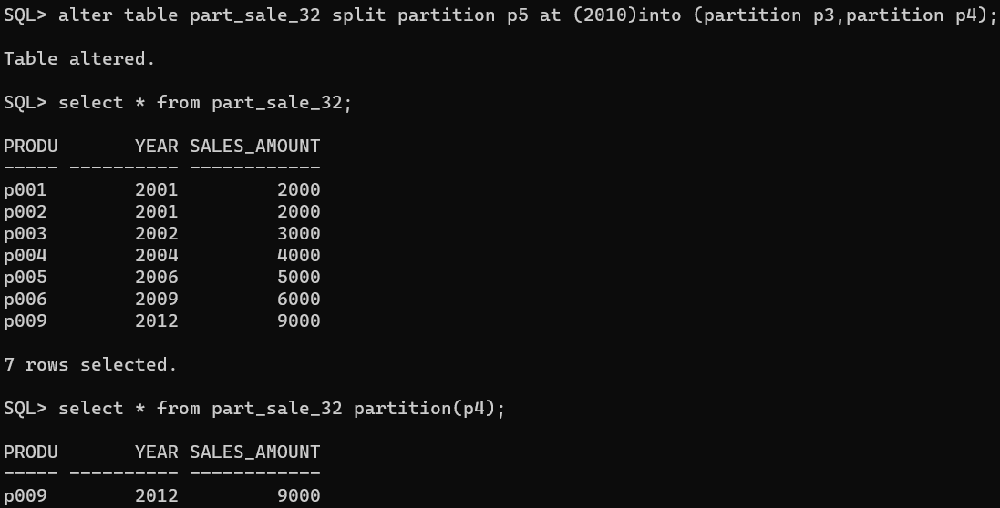 SQL> alter table part_sale_32 split partition p5 at (2010)into (partition p3,partition p4);
Table altered.
SQL> select * from part_sale_32;
PRODU       YEAR SALES_AMOUNT
----- ---------- ------------
p001        2001         2000
p002        2001         2000
p003        2002         3000
p004        2004         4000
p005        2006         5000
p006        2009         6000
p009        2012         9000
7 rows selected.
SQL> select * from part_sale_32 partition(p4);
PRODU       YEAR SALES_AMOUNT
----- ---------- ------------
p009        2012         9000